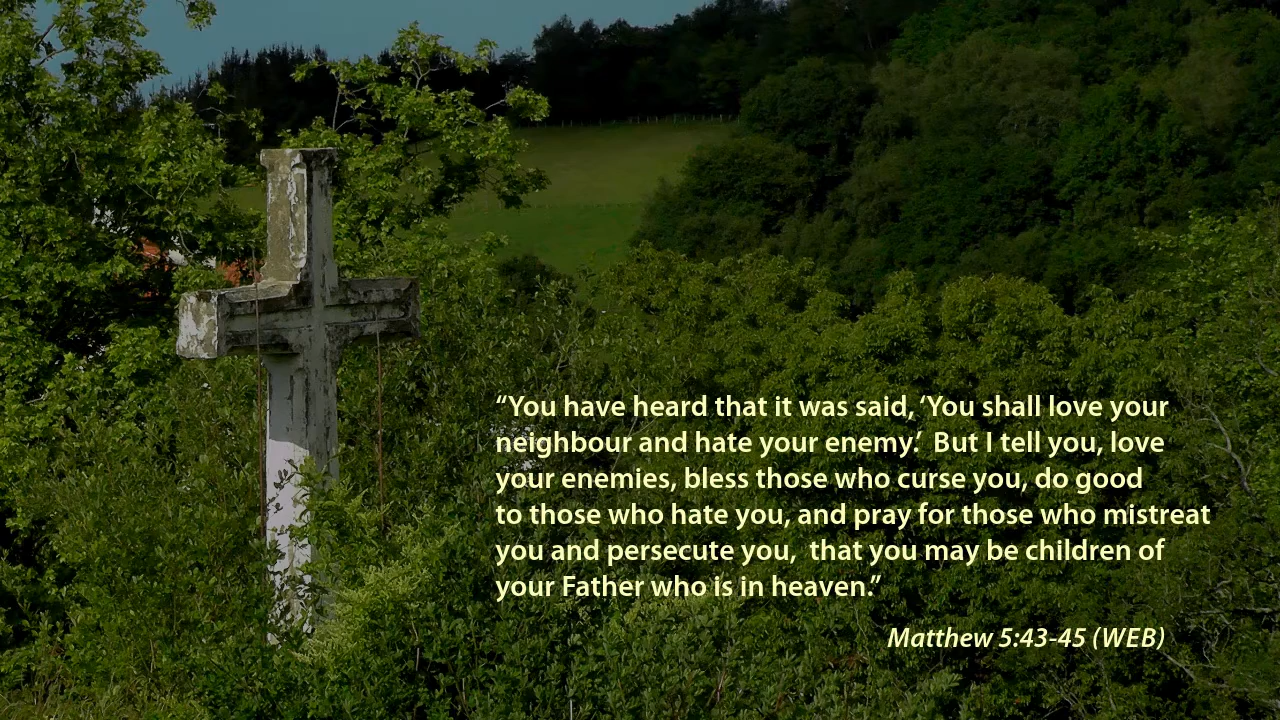 “You have heard that it was said, ‘You shall love your
neighbour and hate your enemy.’  But I tell you, love
your enemies, bless those who curse you, do good
to those who hate you, and pray for those who mistreat
you and persecute you,  that you may be children of
your Father who is in heaven.”
Matthew 5:43-45 (WEB)